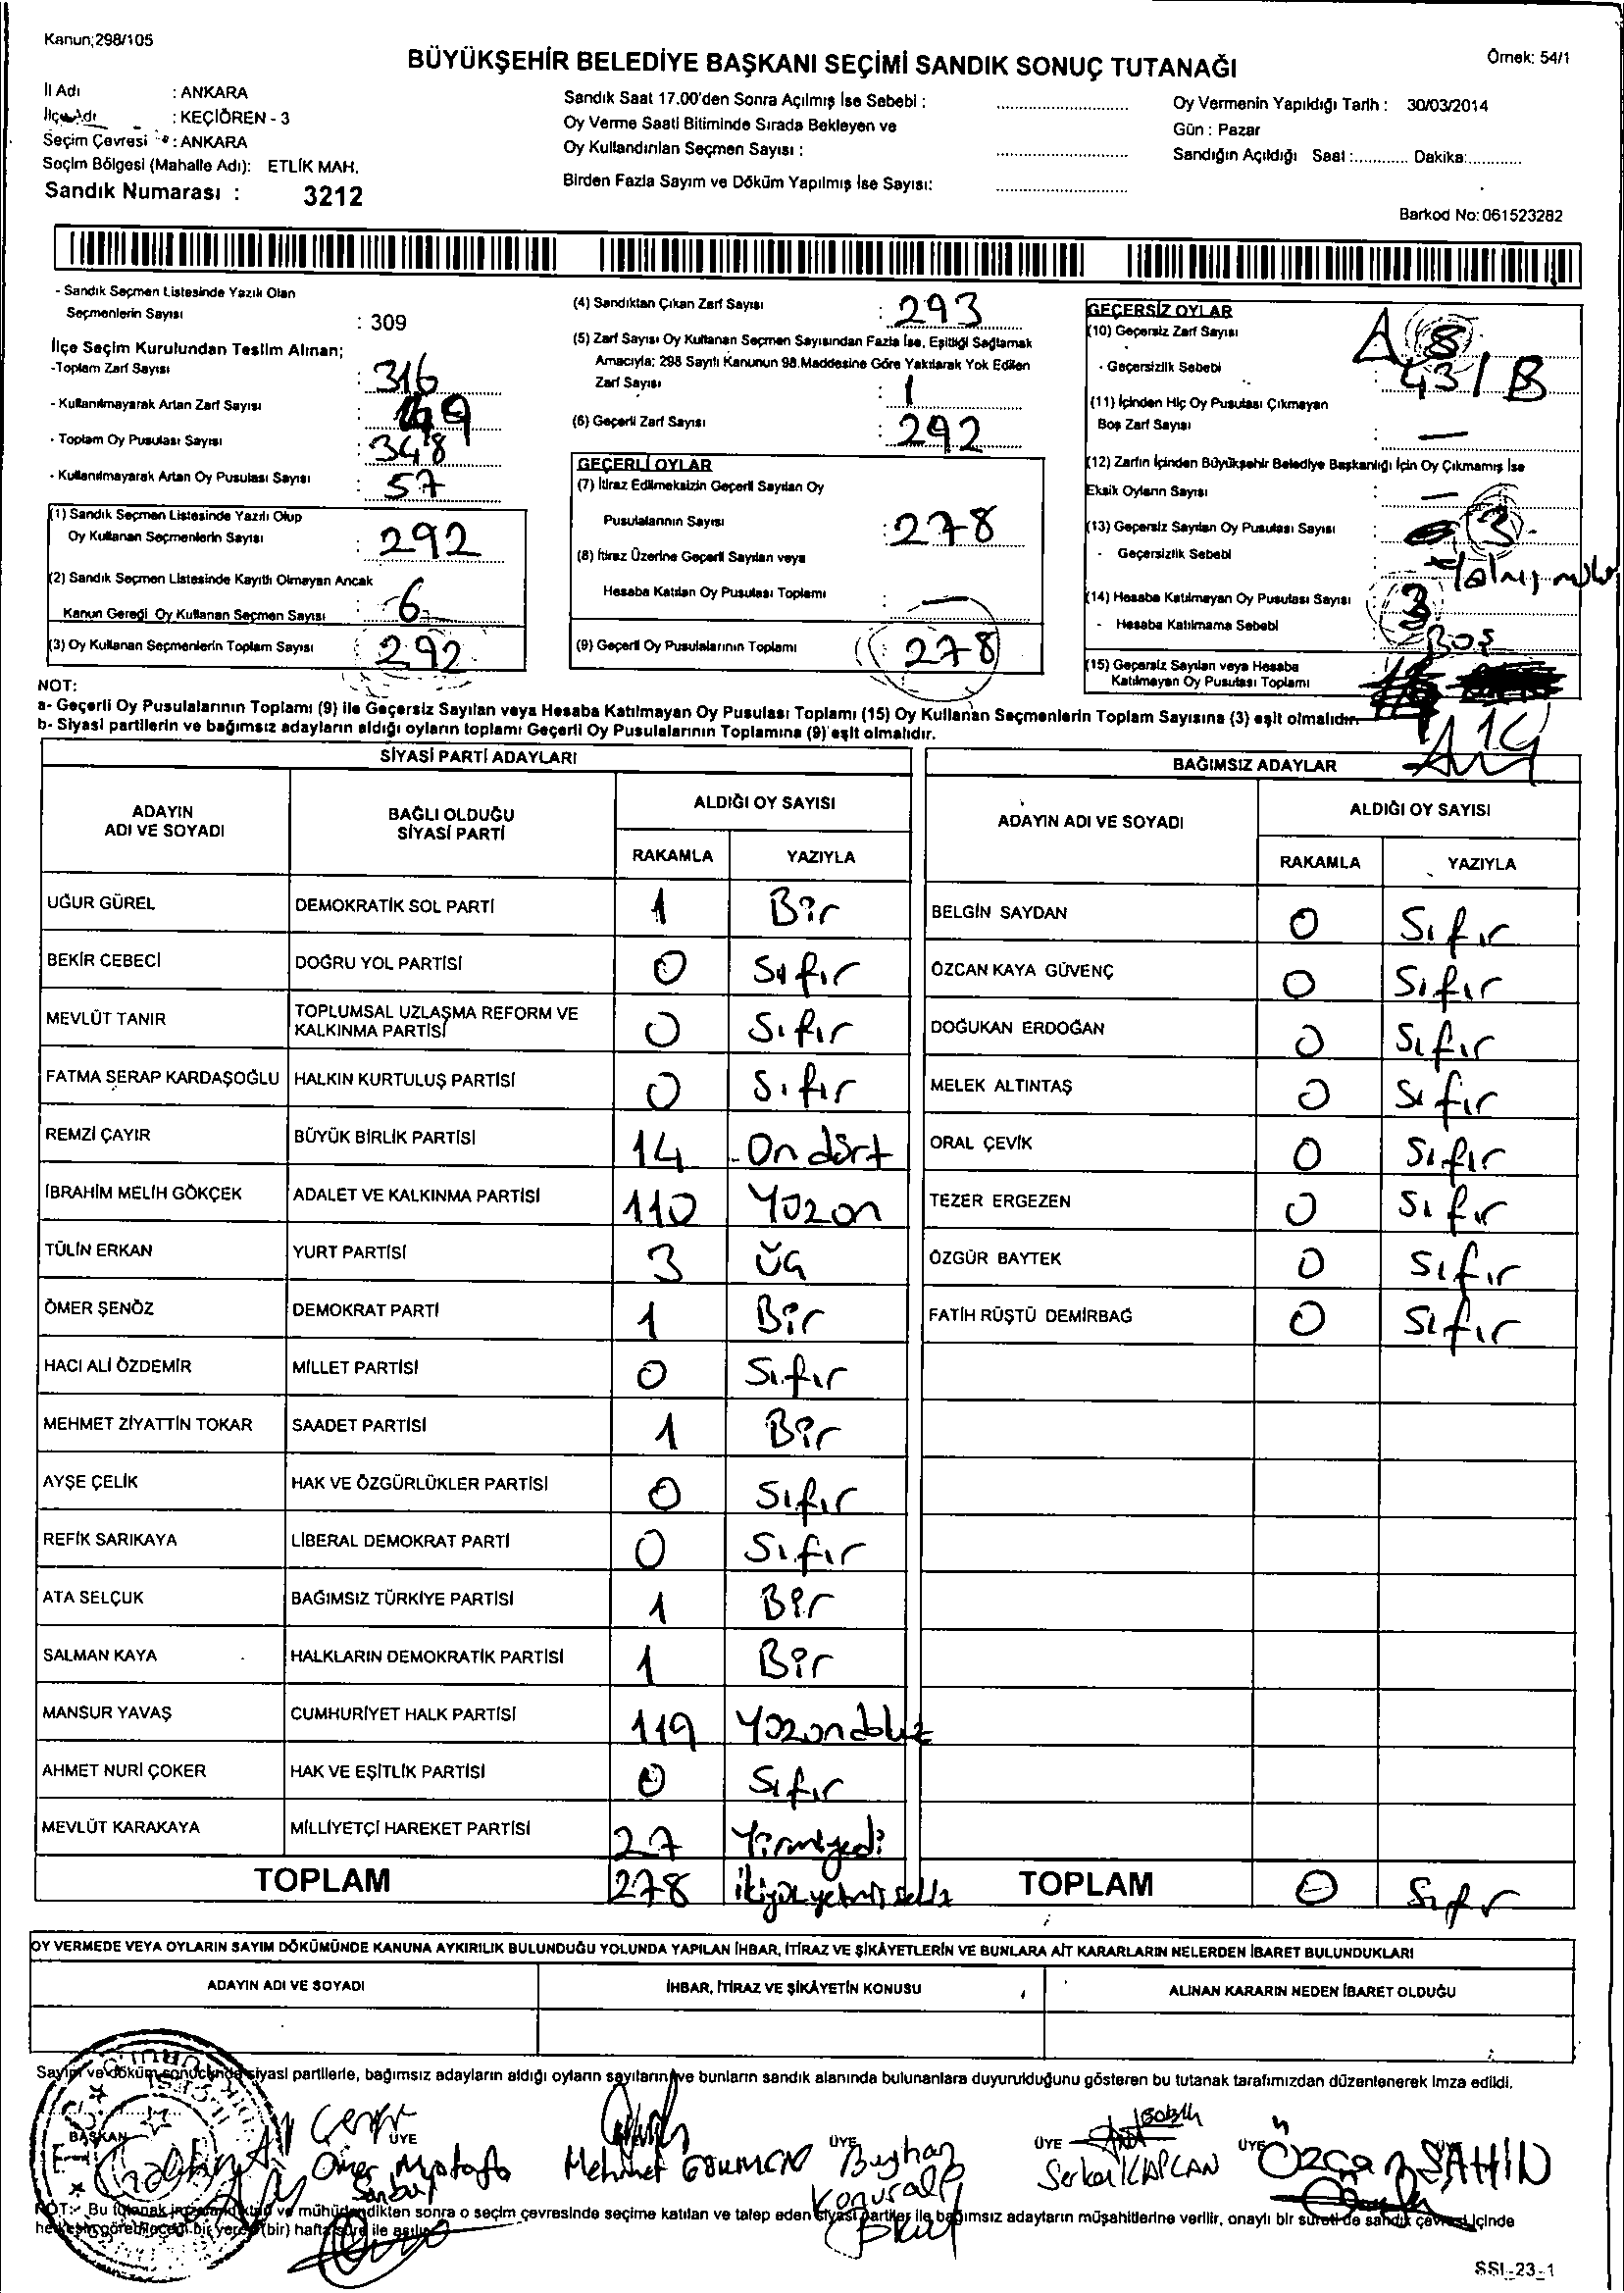 Kanun;298/105
Örnek: 54/1
BÜYÜKŞEHİR BELEDİYE BAŞKANI SEÇİMİ SANDIK SONUÇ TUTANAĞI
İl Adı : ANKARA
İlçe Adı : KEÇİÖREN - 3
Seçim Çevresi : ANKARA
Seçim Bölgesi (Mahalle Adı): ETLİK MAH.
Sandık Numarası : 3212
Sandık Saat 17.00'den Sonra Açılmış İse Sebebi :
Oy Verme Saati Bitiminde Sırada Bekleyen ve
Oy Kullandırılan Seçmen Sayısı :
Birden Fazla Sayım ve Döküm Yapılmış İse Sayısı:
Oy Vermenin Yapıldığı Tarih : 30/03/2014
Gün : Pazar
Sandığın Açıldığı Saat :............ Dakika:............
Barkod No: 061523282
- Sandık Seçmen Listesinde Yazılı Olan
Seçmenlerin Sayısı : 309
İlçe Seçim Kurulundan Teslim Alınan;
-Toplam Zarf Sayısı : 316
- Kullanılmayarak Artan Zarf Sayısı :
- Toplam Oy Pusulası Sayısı : 348
- Kullanılmayarak Artan Oy Pusulası Sayısı : 57
(1) Sandık Seçmen Listesinde Yazılı Olup
Oy Kullanan Seçmenlerin Sayısı : 292
(2) Sandık Seçmen Listesinde Kayıtlı Olmayan Ancak
Kanun Gereği Oy Kullanan Seçmen Sayısı : 6
(3) Oy Kullanan Seçmenlerin Toplam Sayısı : 292
(4) Sandıktan Çıkan Zarf Sayısı : 293
(5) Zarf Sayısı Oy Kullanan Seçmen Sayısından Fazla İse, Eşitliği Sağlamak
Amacıyla; 298 Sayılı Kanunun 98.Maddesine Göre Yakılarak Yok Edilen
Zarf Sayısı : 1
(6) Geçerli Zarf Sayısı : 292
GEÇERLİ OYLAR
(7) İtiraz Edilmeksizin Geçerli Sayılan Oy
Pusulalarının Sayısı : 278
(8) İtiraz Üzerine Geçerli Sayılan veya
Hesaba Katılan Oy Pusulası Toplamı : —
(9) Geçerli Oy Pusulalarının Toplamı : 278
GEÇERSİZ OYLAR
(10) Geçersiz Zarf Sayısı : 8
- Geçersizlik Sebebi : A 43/B
(11) İçinden Hiç Oy Pusulası Çıkmayan
Boş Zarf Sayısı : —
(12) Zarfın İçinden Büyükşehir Belediye Başkanlığı İçin Oy Çıkmamış İse
Eksik Oyların Sayısı : —
(13) Geçersiz Sayılan Oy Pusulası Sayısı : 3
- Geçersizlik Sebebi
(14) Hesaba Katılmayan Oy Pusulası Sayısı : 3
- Hesaba Katılmama Sebebi : Boş
(15) Geçersiz Sayılan veya Hesaba
Katılmayan Oy Pusulası Toplamı : 14
NOT:
a- Geçerli Oy Pusulalarının Toplamı (9) ile Geçersiz Sayılan veya Hesaba Katılmayan Oy Pusulası Toplamı (15) Oy Kullanan Seçmenlerin Toplam Sayısına (3) eşit olmalıdır.
b- Siyasi partilerin ve bağımsız adayların aldığı oyların toplamı Geçerli Oy Pusulalarının Toplamına (9) eşit olmalıdır.
SİYASİ PARTİ ADAYLARI
ADAYIN ADI VE SOYADI | BAĞLI OLDUĞU SİYASİ PARTİ | ALDIĞI OY SAYISI
RAKAMLA | YAZIYLA
UĞUR GÜREL DEMOKRATİK SOL PARTİ 1 Bir
BEKİR CEBECİ DOĞRU YOL PARTİSİ 0 Sıfır
MEVLÜT TANIR TOPLUMSAL UZLAŞMA REFORM VE KALKINMA PARTİSİ 0 Sıfır
FATMA SERAP KARDAŞOĞLU HALKIN KURTULUŞ PARTİSİ 0 Sıfır
REMZİ ÇAYIR BÜYÜK BİRLİK PARTİSİ 14 On dört
İBRAHİM MELİH GÖKÇEK ADALET VE KALKINMA PARTİSİ 110 Yüzon
TÜLİN ERKAN YURT PARTİSİ 3 Üç
ÖMER ŞENÖZ DEMOKRAT PARTİ 1 Bir
HACI ALİ ÖZDEMİR MİLLET PARTİSİ 0 Sıfır
MEHMET ZİYATTİN TOKAR SAADET PARTİSİ 1 Bir
AYŞE ÇELİK HAK VE ÖZGÜRLÜKLER PARTİSİ 0 Sıfır
REFİK SARIKAYA LİBERAL DEMOKRAT PARTİ 0 Sıfır
ATA SELÇUK BAĞIMSIZ TÜRKİYE PARTİSİ 1 Bir
SALMAN KAYA HALKLARIN DEMOKRATİK PARTİSİ 1 Bir
MANSUR YAVAŞ CUMHURİYET HALK PARTİSİ 119 Yüzondokuz
AHMET NURİ ÇOKER HAK VE EŞİTLİK PARTİSİ 0 Sıfır
MEVLÜT KARAKAYA MİLLİYETÇİ HAREKET PARTİSİ 27 Yirmiyedi
TOPLAM 278 ikiyüzyetmişsekiz
BAĞIMSIZ ADAYLAR
ADAYIN ADI VE SOYADI | ALDIĞI OY SAYISI
RAKAMLA | YAZIYLA
BELGİN SAYDAN 0 Sıfır
ÖZCAN KAYA GÜVENÇ 0 Sıfır
DOĞUKAN ERDOĞAN 0 Sıfır
MELEK ALTINTAŞ 0 Sıfır
ORAL ÇEVİK 0 Sıfır
TEZER ERGEZEN 0 Sıfır
ÖZGÜR BAYTEK 0 Sıfır
FATİH RÜŞTÜ DEMİRBAĞ 0 Sıfır
TOPLAM 0 Sıfır
OY VERMEDE VEYA OYLARIN SAYIM DÖKÜMÜNDE KANUNA AYKIRILIK BULUNDUĞU YOLUNDA YAPILAN İHBAR, İTİRAZ VE ŞİKÂYETLERİN VE BUNLARA AİT KARARLARIN NELERDEN İBARET BULUNDUKLARI
ADAYIN ADI VE SOYADI | İHBAR, İTİRAZ VE ŞİKÂYETİN KONUSU | ALINAN KARARIN NEDEN İBARET OLDUĞU
Sayım ve döküm sonucunda siyasi partilerle, bağımsız adayların aldığı oyların sayılarını ve bunların sandık alanında bulunanlara duyurulduğunu gösteren bu tutanak tarafımızdan düzenlenerek imza edildi.
BAŞKAN ÜYE ÜYE ÜYE ÜYE
Ömer Mustafa Mehmet GÖKMEN Beyhan Konuralp Serkan KAPLAN Özcan ŞAHİN
NOT:- Bu tutanak ve mühürlendikten sonra o seçim çevresinde seçime katılan ve talep eden siyasi partiler ile bağımsız adayların müşahitlerine verilir, onaylı bir sureti de sandık çevresi içinde
herkesin görebileceği bir yere (bir) hafta süre ile asılır.
SSI_-23_-1